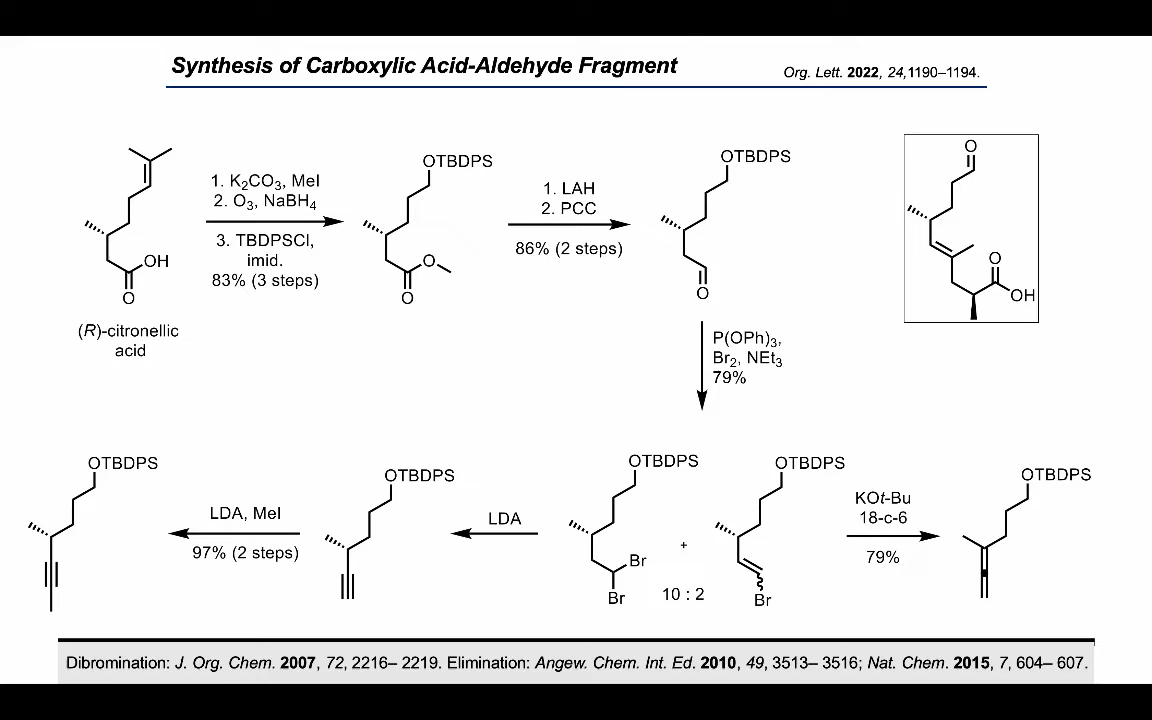 Synthesis of Carboxylic Acid-Aldehyde Fragment
Org. Lett. 2022, 24,1190–1194.
OH
O
(R)-citronellic
acid
1. K₂CO₃, MeI
2. O₃, NaBH₄
3. TBDPSCl,
imid.
83% (3 steps)
OTBDPS
O
O
1. LAH
2. PCC
86% (2 steps)
OTBDPS
O
O
O
OH
P(OPh)₃,
Br₂, NEt₃
79%
OTBDPS
LDA, MeI
97% (2 steps)
OTBDPS
LDA
OTBDPS
Br
Br
+
10 : 2
OTBDPS
Br
KOt-Bu
18-c-6
79%
OTBDPS
Dibromination: J. Org. Chem. 2007, 72, 2216– 2219. Elimination: Angew. Chem. Int. Ed. 2010, 49, 3513– 3516; Nat. Chem. 2015, 7, 604– 607.